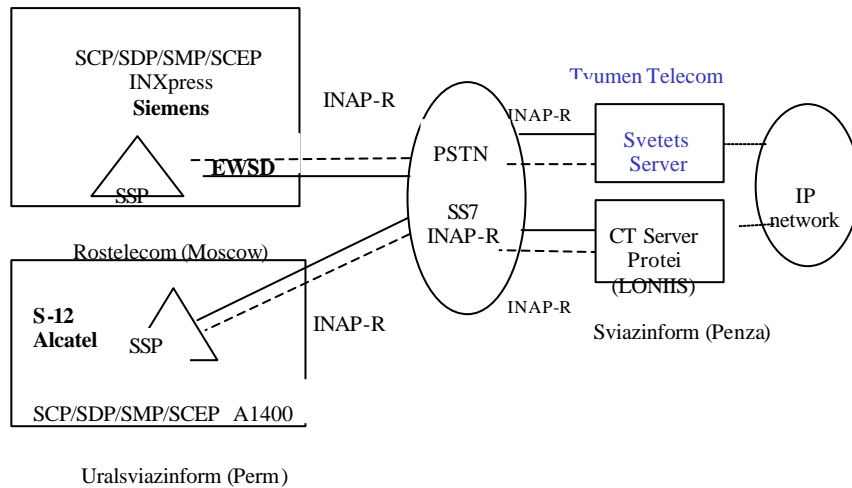 SCP/SDP/SMP/SCEP
INXpress
Siemens
EWSD
SSP
Rostelecom (Moscow)
INAP-R
PSTN
SS7
INAP-R
INAP-R
Tyumen Telecom
Svetets
Server
IP
network
CT Server
Protei
(LONIIS)
INAP-R
Sviazinform (Penza)
S-12
Alcatel
SSP
INAP-R
SCP/SDP/SMP/SCEP A1400
Uralsviazinform (Perm)